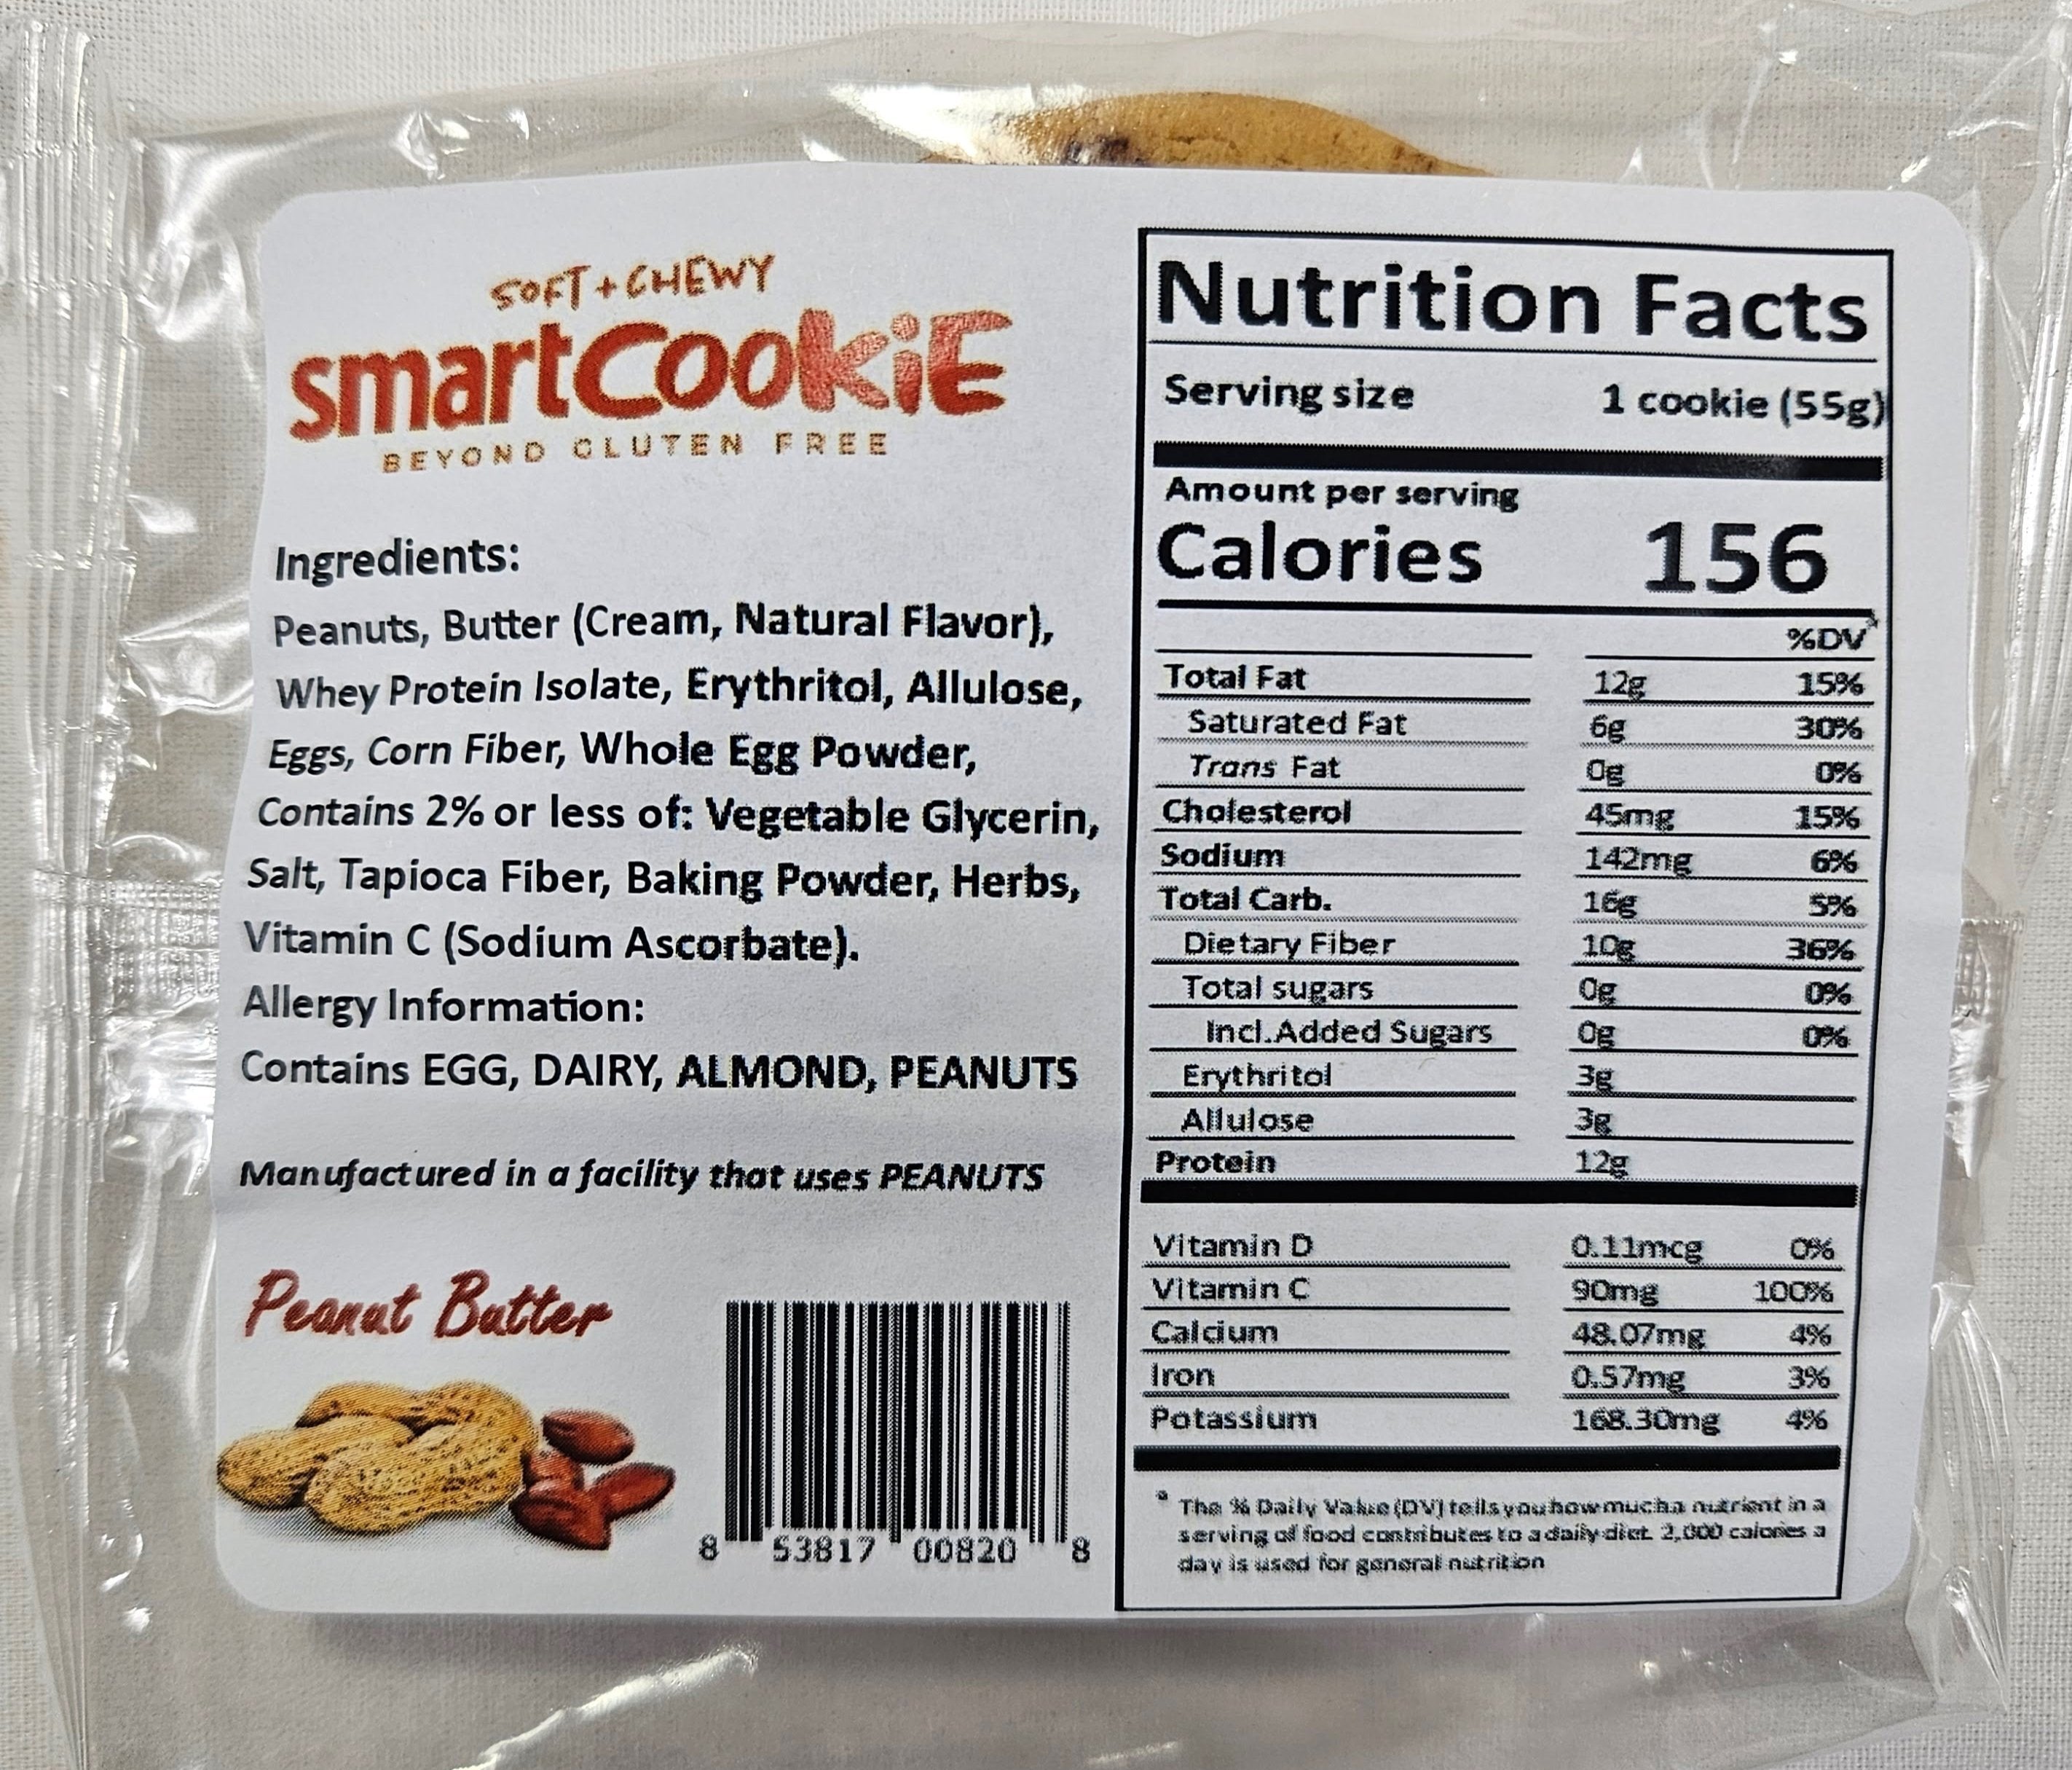 SOFT + CHEWY
smartCookiE
BEYOND GLUTEN FREE
Ingredients:
Peanuts, Butter (Cream, Natural Flavor),
Whey Protein Isolate, Erythritol, Allulose,
Eggs, Corn Fiber, Whole Egg Powder,
Contains 2% or less of: Vegetable Glycerin,
Salt, Tapioca Fiber, Baking Powder, Herbs,
Vitamin C (Sodium Ascorbate).
Allergy Information:
Contains EGG, DAIRY, ALMOND, PEANUTS
Manufactured in a facility that uses PEANUTS
Peanut Butter
8 53817 00820 8
Nutrition Facts
Serving size 1 cookie (55g)
Amount per serving
Calories 156
%DV*
Total Fat 12g 15%
Saturated Fat 6g 30%
Trans Fat 0g 0%
Cholesterol 45mg 15%
Sodium 142mg 6%
Total Carb. 16g 5%
Dietary Fiber 10g 36%
Total sugars 0g 0%
Incl.Added Sugars 0g 0%
Erythritol 3g
Allulose 3g
Protein 12g
Vitamin D 0.11mcg 0%
Vitamin C 90mg 100%
Calcium 48.07mg 4%
Iron 0.57mg 3%
Potassium 168.30mg 4%
* The % Daily Value (DV) tells you how much a nutrient in a
serving of food contributes to a daily diet. 2,000 calories a
day is used for general nutrition